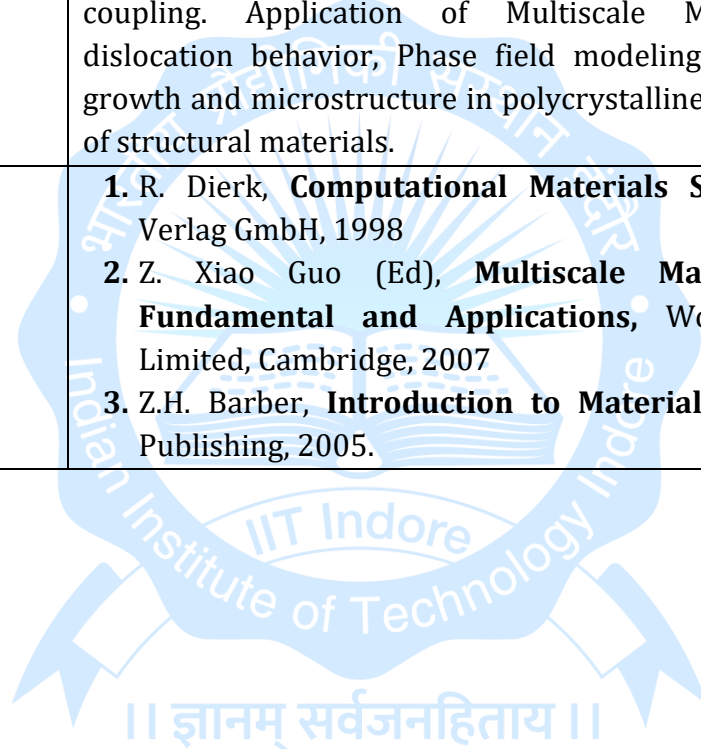 coupling. Application of Multiscale M
dislocation behavior, Phase field modeling
growth and microstructure in polycrystalline
of structural materials.
1. R. Dierk, Computational Materials S
Verlag GmbH, 1998
2. Z. Xiao Guo (Ed), Multiscale Ma
Fundamental and Applications, Wo
Limited, Cambridge, 2007
3. Z.H. Barber, Introduction to Material
Publishing, 2005.
भारतीय प्रौद्योगिकी संस्थान इंदौर
Indian Institute of Technology Indore
IIT Indore
।। ज्ञानम् सर्वजनहिताय ।।